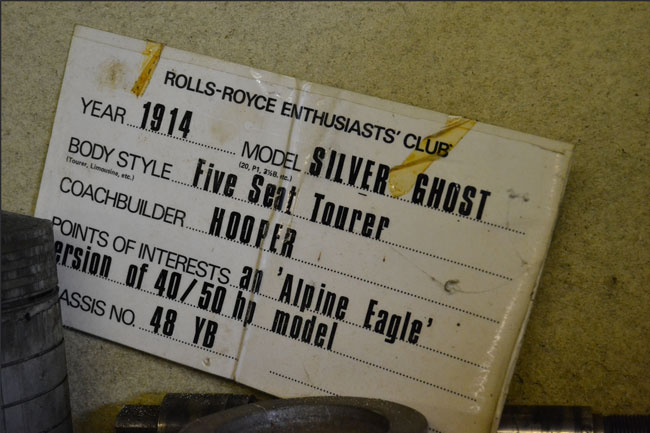 ROLLS-ROYCE ENTHUSIASTS' CLUB
YEAR 1914 MODEL SILVER GHOST
(20, P1, 2½B. etc.)
BODY STYLE Five Seat Tourer
(Tourer, Limousine, etc.)
COACHBUILDER HOOPER
POINTS OF INTERESTS an 'Alpine Eagle'
ersion of 40/50 hp model
ASSIS NO. 48 YB